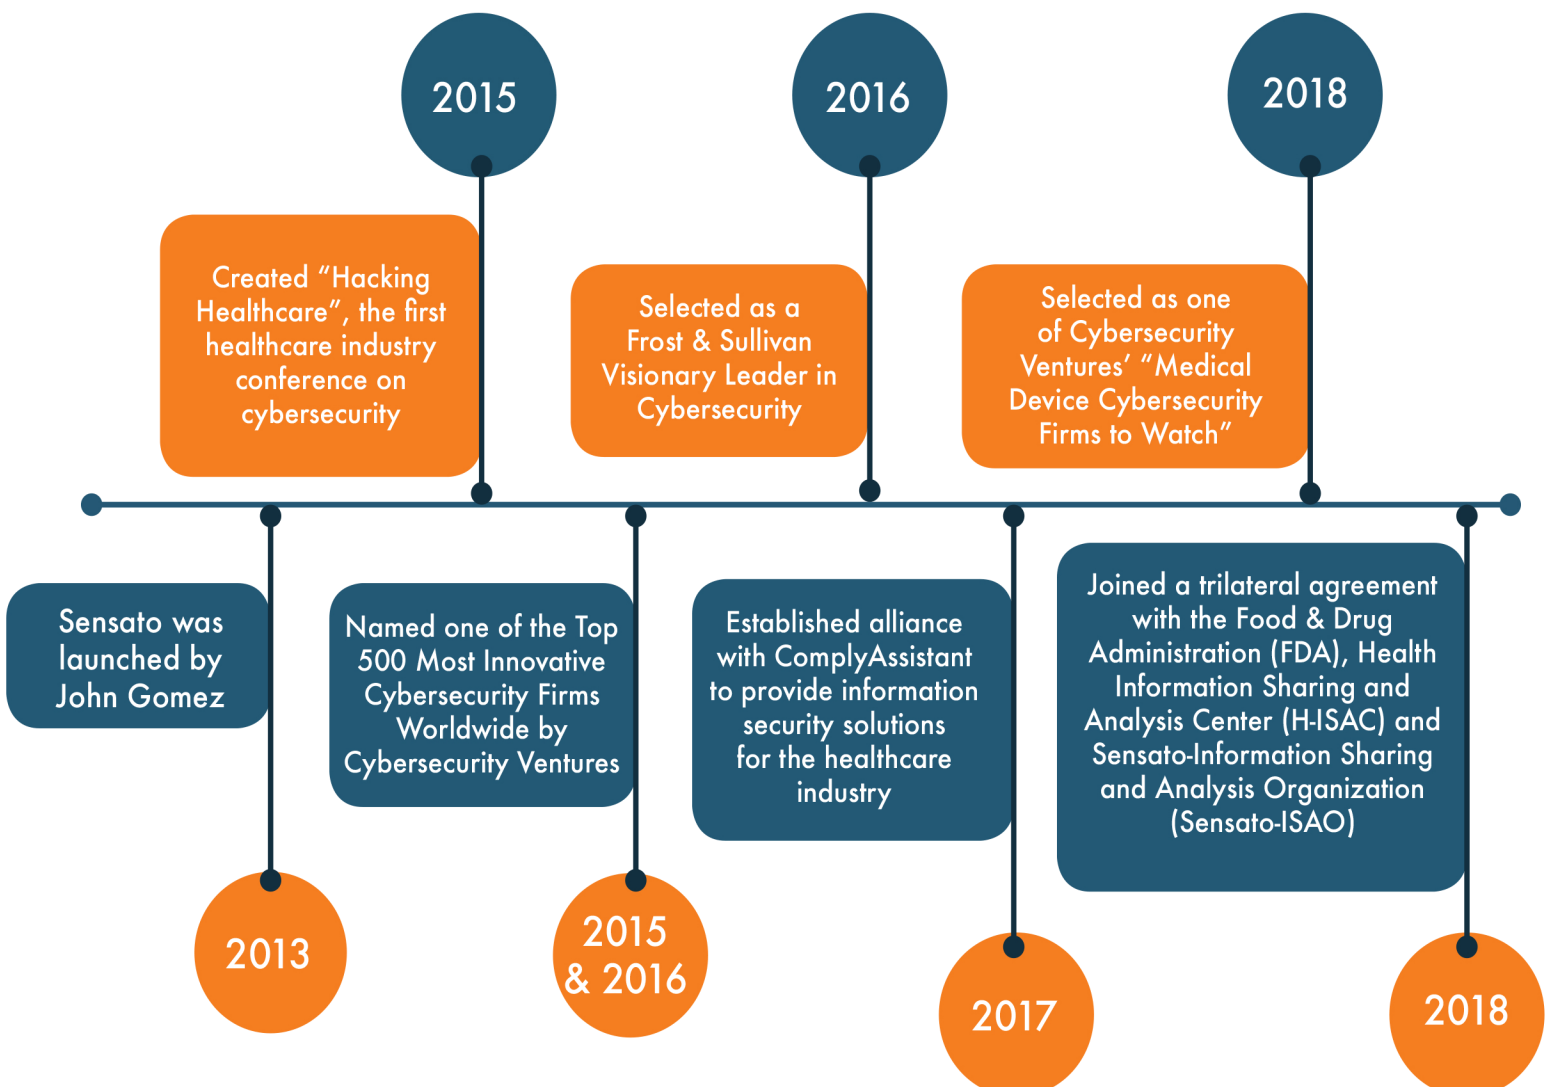 2015
2016
2018
Created “Hacking
Healthcare”, the first
healthcare industry
conference on
cybersecurity
Selected as a
Frost & Sullivan
Visionary Leader in
Cybersecurity
Selected as one
of Cybersecurity
Ventures’ “Medical
Device Cybersecurity
Firms to Watch”
Sensato was
launched by
John Gomez
Named one of the Top
500 Most Innovative
Cybersecurity Firms
Worldwide by
Cybersecurity Ventures
Established alliance
with ComplyAssistant
to provide information
security solutions
for the healthcare
industry
Joined a trilateral agreement
with the Food & Drug
Administration (FDA), Health
Information Sharing and
Analysis Center (H-ISAC) and
Sensato-Information Sharing
and Analysis Organization
(Sensato-ISAO)
2013
2015
& 2016
2017
2018